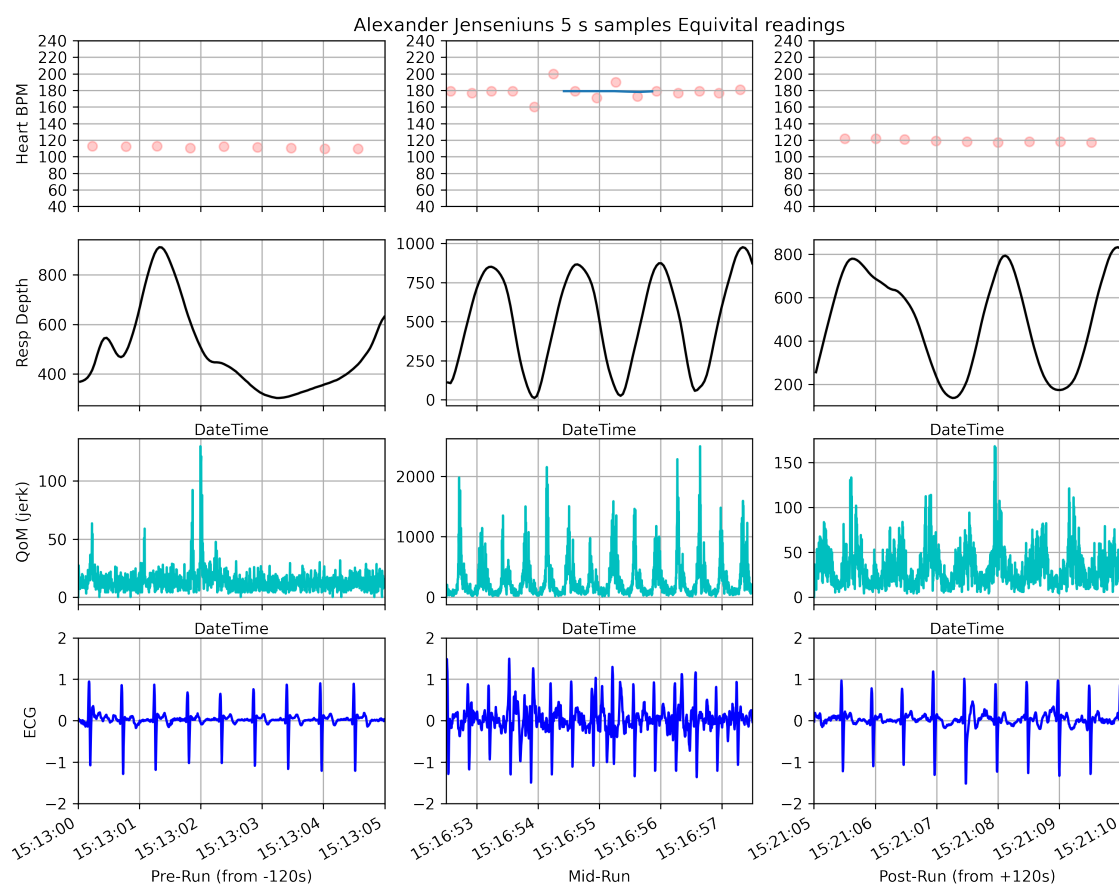 Alexander Jenseniuns 5 s samples Equivital readings
240 240 240
220 220 220
200 200 200
180 180 180
160 160 160
140 140 140
120 120 120
100 100 100
80 80 80
60 60 60
40 40 40
Heart BPM
1000
800 750 800
600 500 600
400 250 400
0 200
Resp Depth
DateTime DateTime DateTime
100 2000 150
50 1000 100
0 0 50
0
QoM (jerk)
DateTime DateTime DateTime
2 2 2
1 1 1
0 0 0
−1 −1 −1
−2 −2 −2
ECG
15:13:00 15:13:01 15:13:02 15:13:03 15:13:04 15:13:05 15:16:53 15:16:54 15:16:55 15:16:56 15:16:57 15:21:05 15:21:06 15:21:07 15:21:08 15:21:09 15:21:10
Pre-Run (from -120s) Mid-Run Post-Run (from +120s)